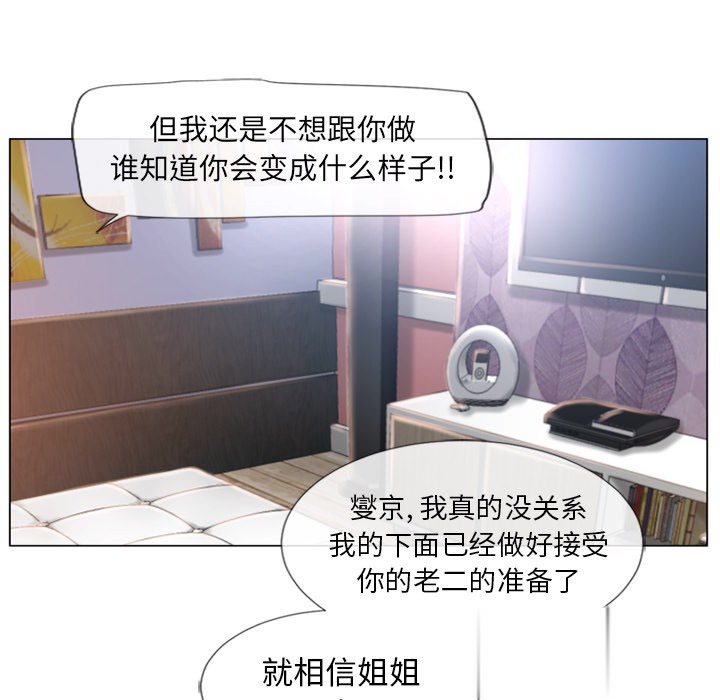 但我还是不想跟你做
谁知道你会变成什么样子!!
燮京, 我真的没关系
我的下面已经做好接受
你的老二的准备了
就相信姐姐